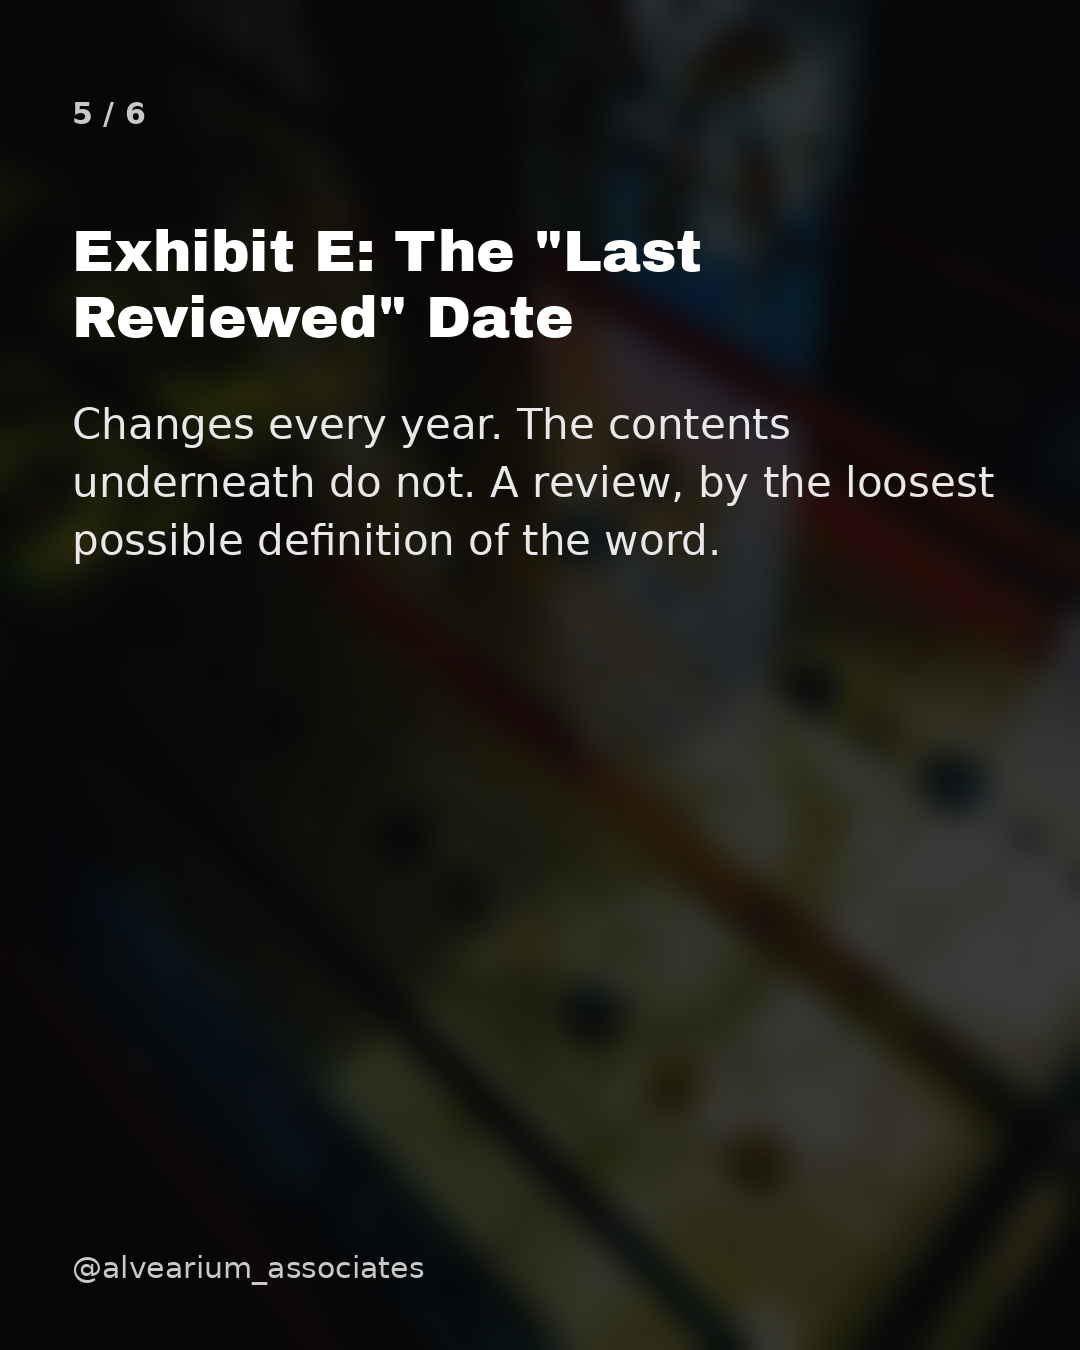 5 / 6
Exhibit E: The "Last
Reviewed" Date
Changes every year. The contents
underneath do not. A review, by the loosest
possible definition of the word.
@alvearium_associates